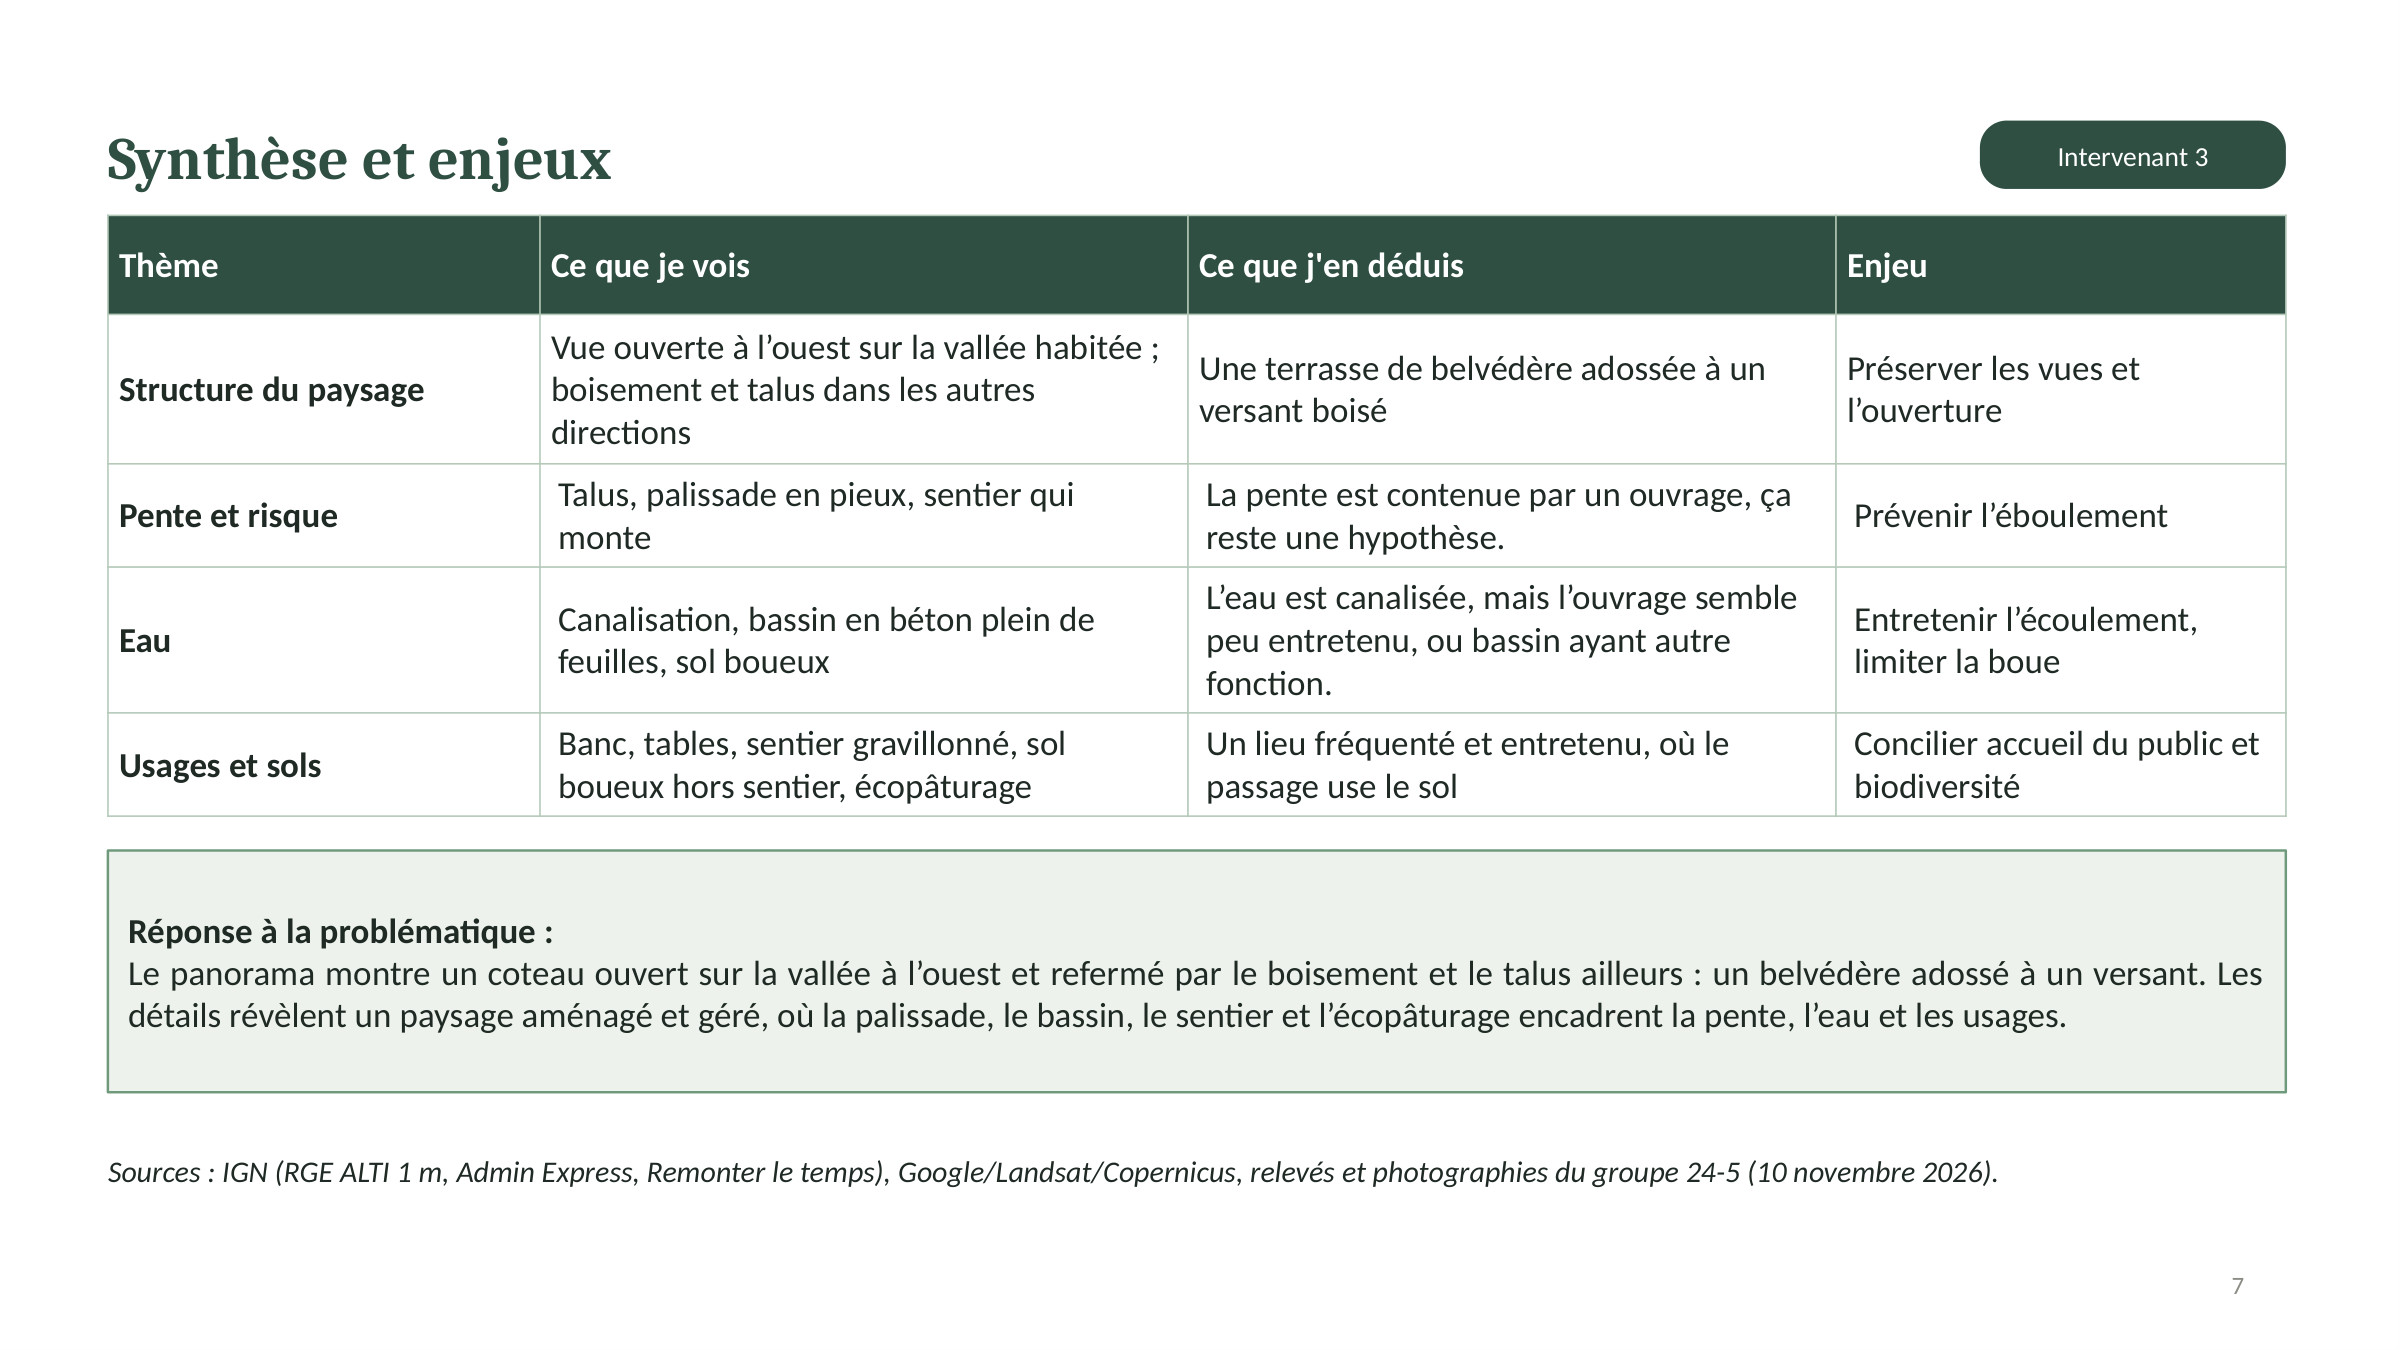 Synthèse et enjeux
Intervenant 3
Thème
Ce que je vois
Ce que j'en déduis
Enjeu
Structure du paysage
Vue ouverte à l’ouest sur la vallée habitée ;
boisement et talus dans les autres
directions
Une terrasse de belvédère adossée à un
versant boisé
Préserver les vues et
l’ouverture
Pente et risque
Talus, palissade en pieux, sentier qui
monte
La pente est contenue par un ouvrage, ça
reste une hypothèse.
Prévenir l’éboulement
Eau
Canalisation, bassin en béton plein de
feuilles, sol boueux
L’eau est canalisée, mais l’ouvrage semble
peu entretenu, ou bassin ayant autre
fonction.
Entretenir l’écoulement,
limiter la boue
Usages et sols
Banc, tables, sentier gravillonné, sol
boueux hors sentier, écopâturage
Un lieu fréquenté et entretenu, où le
passage use le sol
Concilier accueil du public et
biodiversité
Réponse à la problématique :
Le panorama montre un coteau ouvert sur la vallée à l’ouest et refermé par le boisement et le talus ailleurs : un belvédère adossé à un versant. Les
détails révèlent un paysage aménagé et géré, où la palissade, le bassin, le sentier et l’écopâturage encadrent la pente, l’eau et les usages.
Sources : IGN (RGE ALTI 1 m, Admin Express, Remonter le temps), Google/Landsat/Copernicus, relevés et photographies du groupe 24-5 (10 novembre 2026).
7